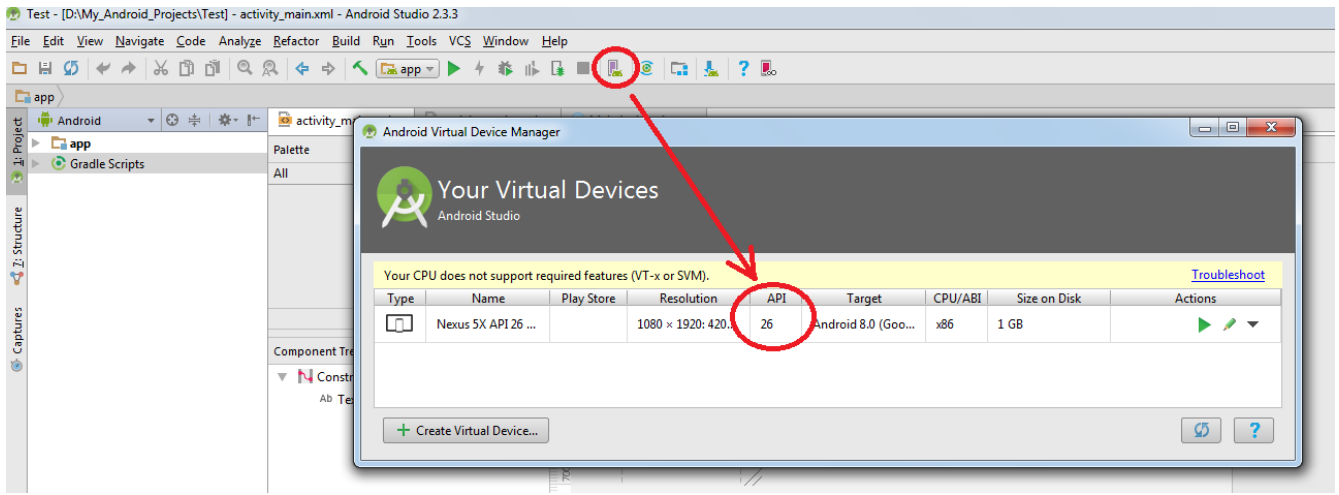 Test - [D:\My_Android_Projects\Test] - activity_main.xml - Android Studio 2.3.3
File Edit View Navigate Code Analyze Refactor Build Run Tools VCS Window Help
app
app
1: Project
Android
app
Gradle Scripts
Z: Structure
Captures
activity_m
Palette
All
Component Tre
Constr
Ab Te
Android Virtual Device Manager
Your Virtual Devices
Android Studio
Your CPU does not support required features (VT-x or SVM). Troubleshoot
Type Name Play Store Resolution API Target CPU/ABI Size on Disk Actions
Nexus 5X API 26 ... 1080 × 1920: 420... 26 Android 8.0 (Goo... x86 1 GB
+ Create Virtual Device...
?